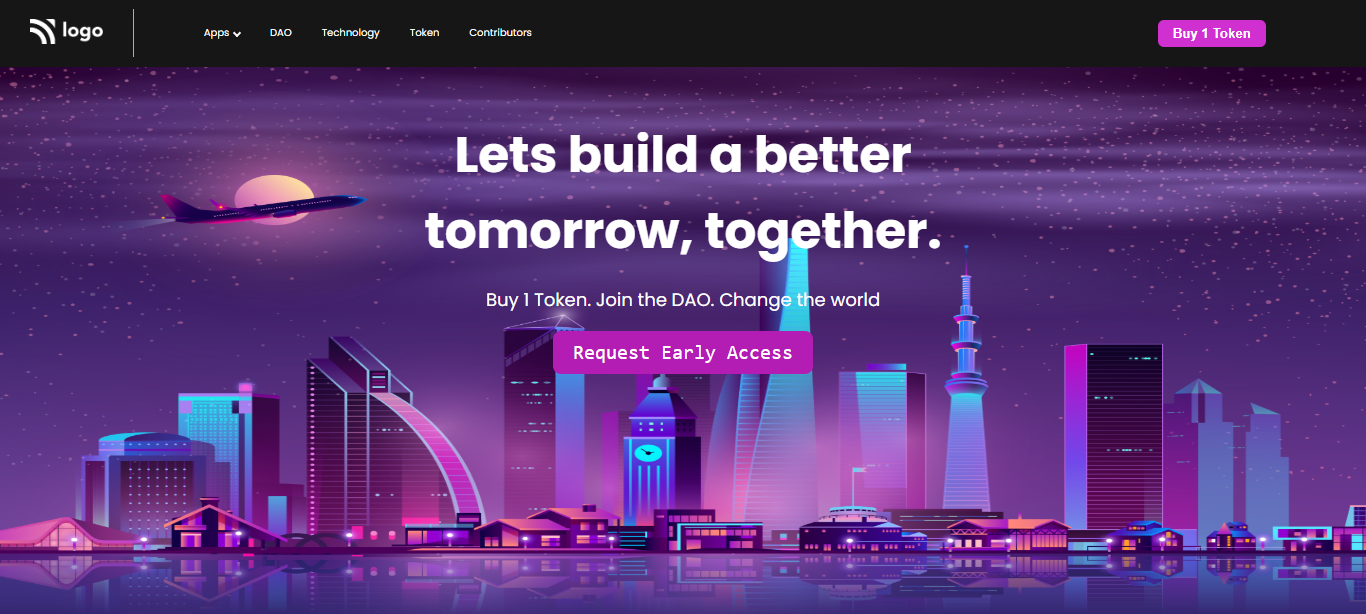 logo
Apps
DAO
Technology
Token
Contributors
Buy 1 Token
Lets build a better
tomorrow, together.
Buy 1 Token. Join the DAO. Change the world
Request Early Access